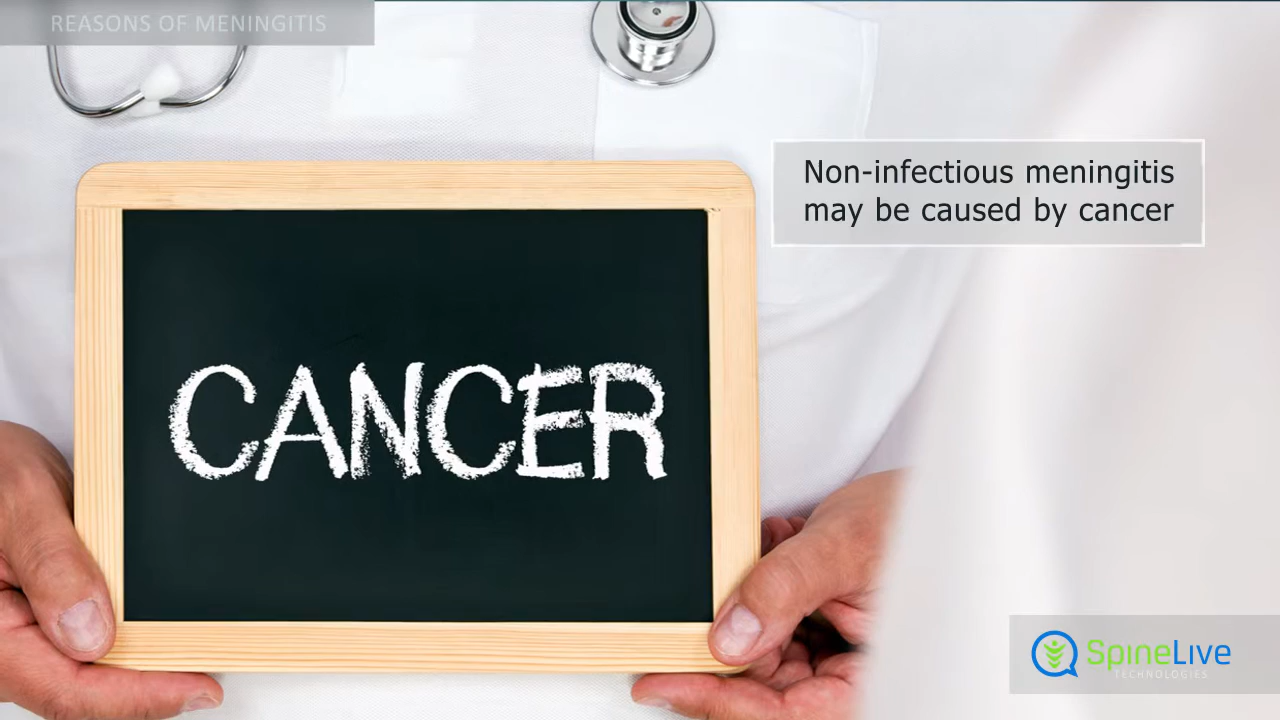 REASONS OF MENINGITIS
Non-infectious meningitis
may be caused by cancer
CANCER
SpineLive
TECHNOLOGIES